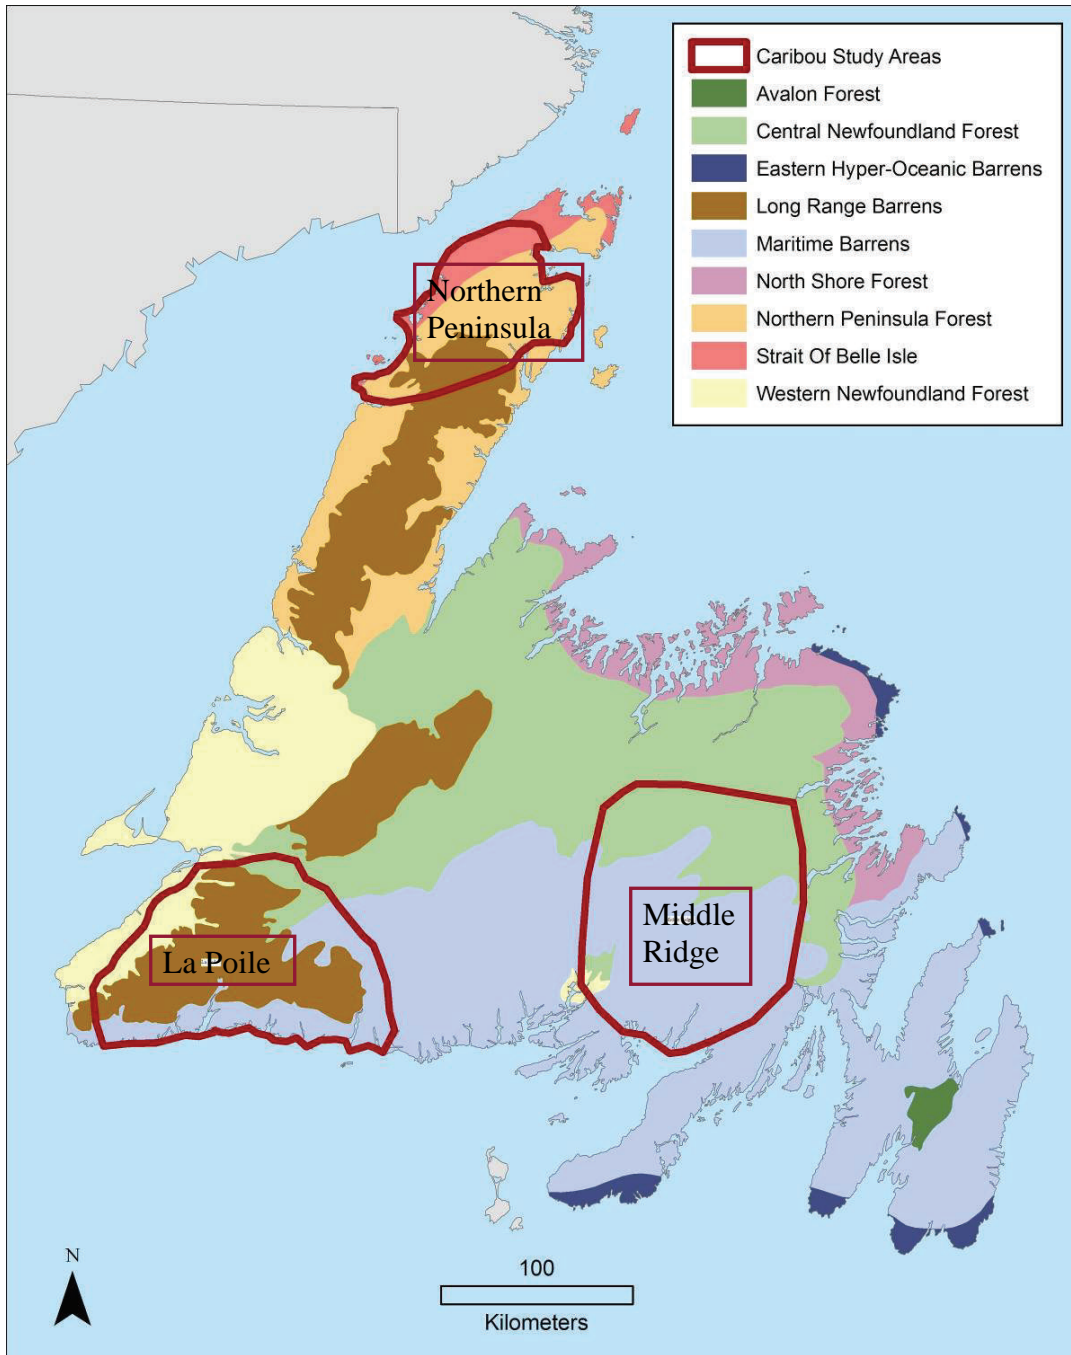 Caribou Study Areas
Avalon Forest
Central Newfoundland Forest
Eastern Hyper-Oceanic Barrens
Long Range Barrens
Maritime Barrens
North Shore Forest
Northern Peninsula Forest
Strait Of Belle Isle
Western Newfoundland Forest
Northern
Peninsula
Middle
Ridge
La Poile
N
100
Kilometers